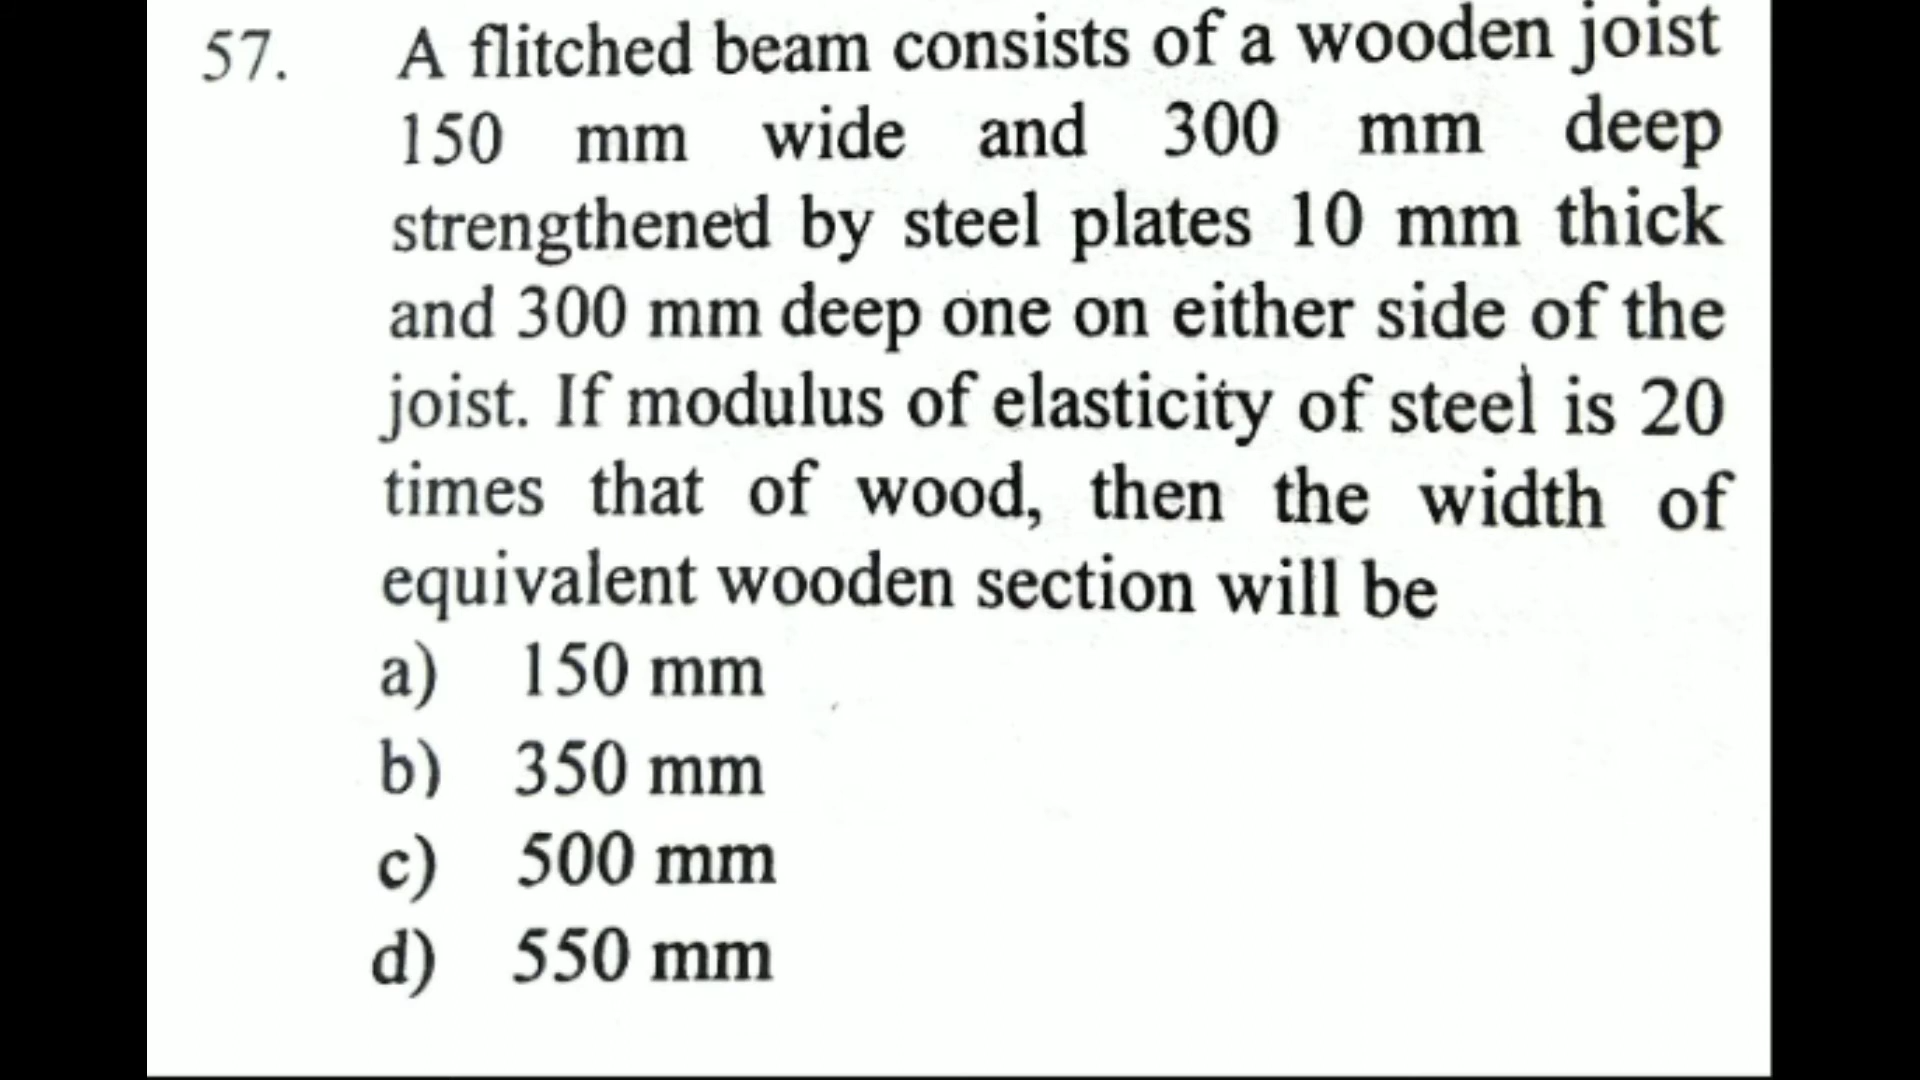 57. A flitched beam consists of a wooden joist
150 mm wide and 300 mm deep
strengthened by steel plates 10 mm thick
and 300 mm deep one on either side of the
joist. If modulus of elasticity of steel is 20
times that of wood, then the width of
equivalent wooden section will be
a) 150 mm
b) 350 mm
c) 500 mm
d) 550 mm